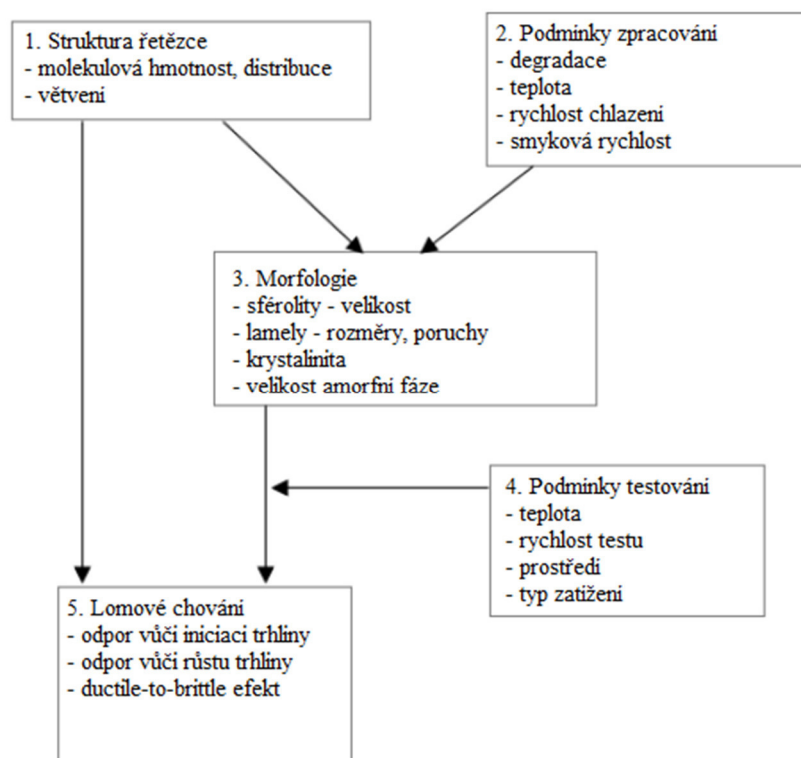 1. Struktura řetězce
- molekulová hmotnost, distribuce
- větvení
2. Podmínky zpracování
- degradace
- teplota
- rychlost chlazení
- smyková rychlost
3. Morfologie
- sférolity - velikost
- lamely - rozměry, poruchy
- krystalinita
- velikost amorfní fáze
4. Podmínky testování
- teplota
- rychlost testu
- prostředí
- typ zatížení
5. Lomové chování
- odpor vůči iniciaci trhliny
- odpor vůči růstu trhliny
- ductile-to-brittle efekt